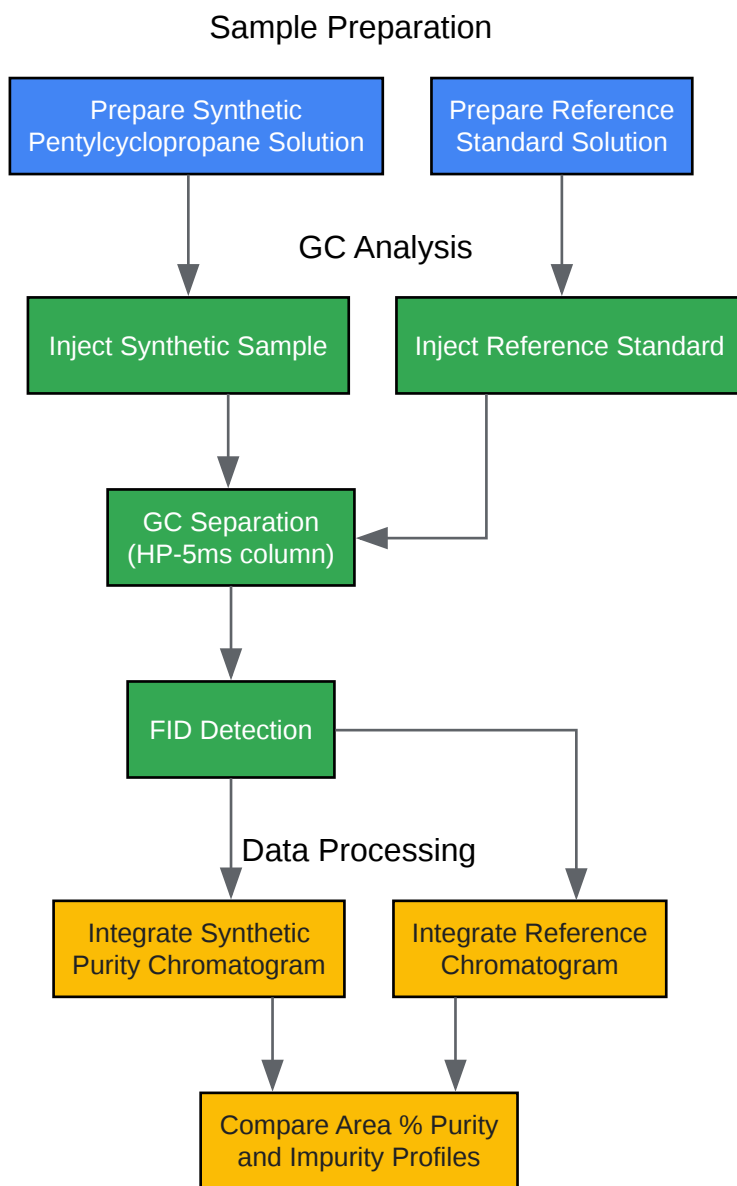 Sample Preparation
Prepare Synthetic
Pentylcyclopropane Solution
Prepare Reference
Standard Solution
GC Analysis
Inject Synthetic Sample
Inject Reference Standard
GC Separation
(HP-5ms column)
FID Detection
Data Processing
Integrate Synthetic
Purity Chromatogram
Integrate Reference
Chromatogram
Compare Area % Purity
and Impurity Profiles